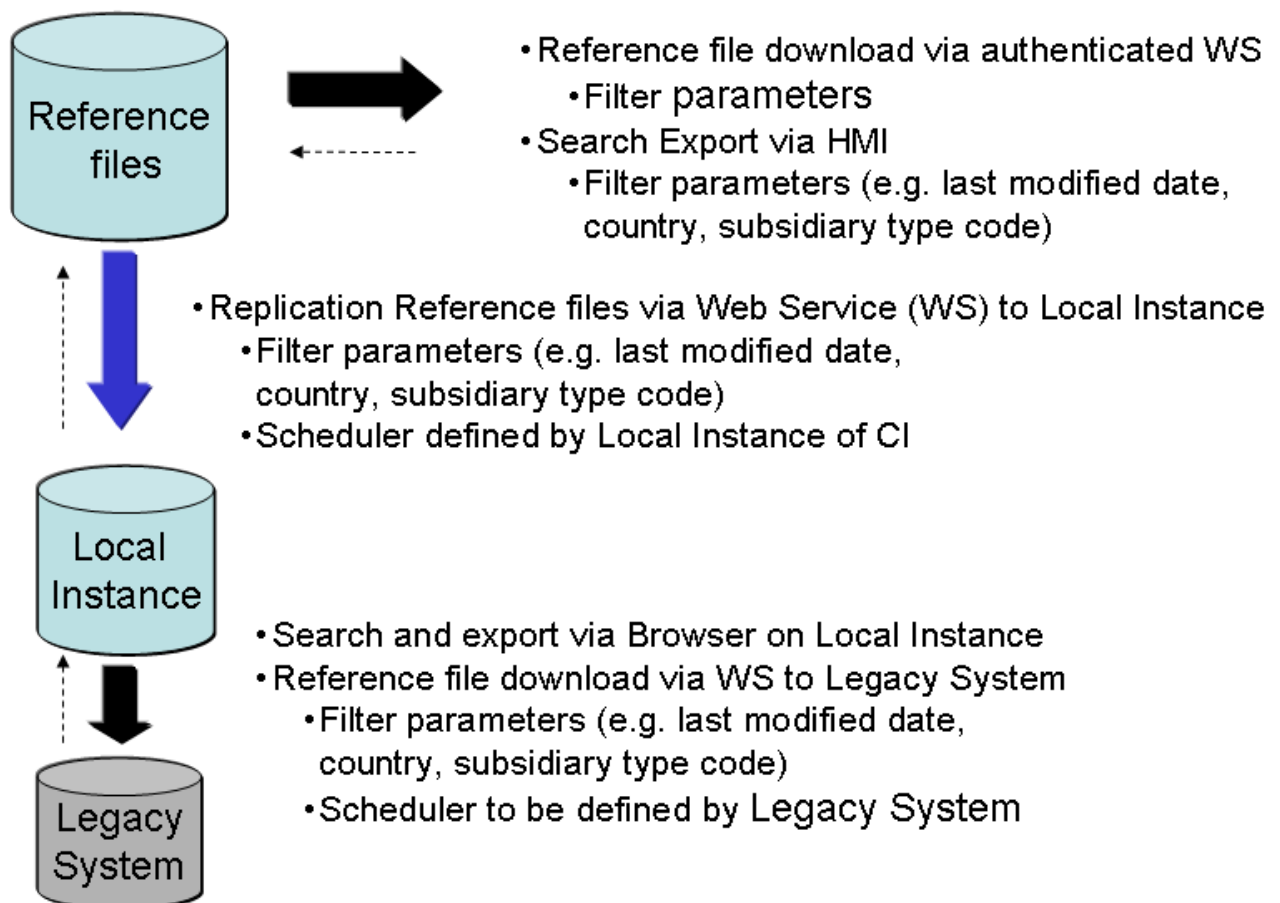 Reference
files
• Reference file download via authenticated WS
• Filter parameters
• Search Export via HMI
• Filter parameters (e.g. last modified date,
country, subsidiary type code)
• Replication Reference files via Web Service (WS) to Local Instance
• Filter parameters (e.g. last modified date,
country, subsidiary type code)
• Scheduler defined by Local Instance of CI
Local
Instance
• Search and export via Browser on Local Instance
• Reference file download via WS to Legacy System
• Filter parameters (e.g. last modified date,
country, subsidiary type code)
• Scheduler to be defined by Legacy System
Legacy
System